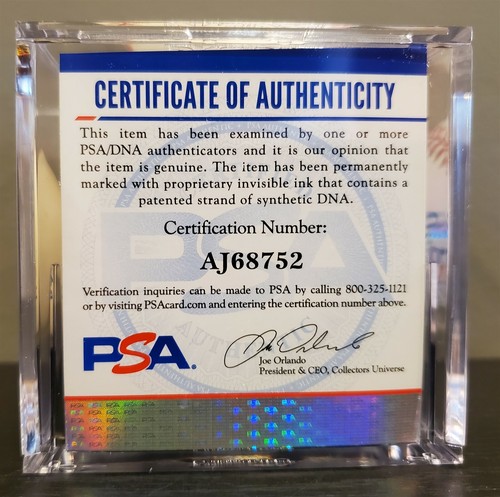 CERTIFICATE OF AUTHENTICITY
This item has been examined by one or more
PSA/DNA authenticators and it is our opinion that
the item is genuine. The item has been permanently
marked with proprietary invisible ink that contains a
patented strand of synthetic DNA.
Certification Number:
AJ68752
Verification inquiries can be made to PSA by calling 800-325-1121
or by visiting PSAcard.com and entering the certification number above.
PSA.
Joe Orlando
President & CEO, Collectors Universe